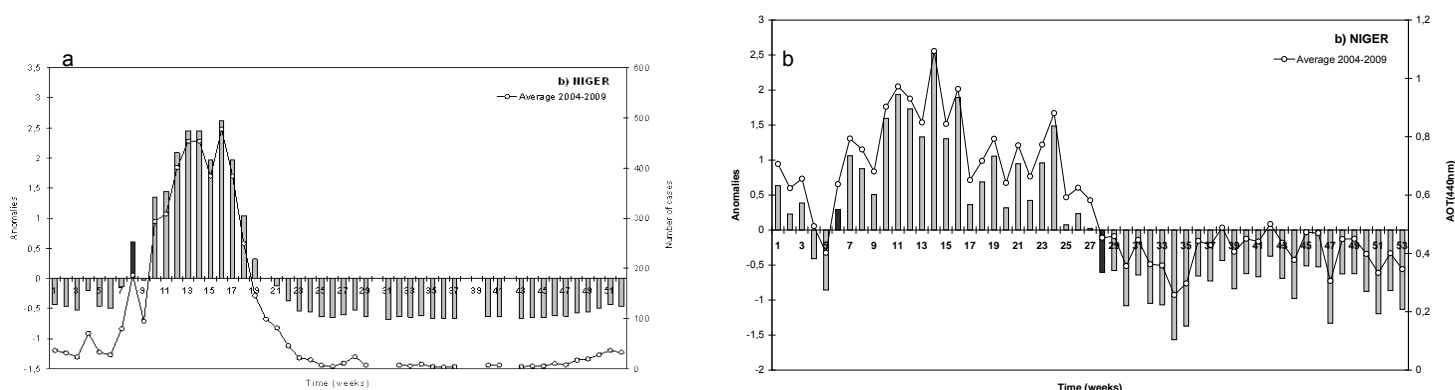 a
b) NIGER
Average 2004-2009
3,5
3
2,5
2
1,5
1
0,5
0
-0,5
-1
-1,5
Anomalies
600
500
400
300
200
100
0
Number of cases
1 3 5 7 9 11 13 15 17 19 21 23 25 27 29 31 33 35 37 39 41 43 45 47 49 51
Time (weeks)
b
b) NIGER
Average 2004-2009
3
2,5
2
1,5
1
0,5
0
-0,5
-1
-1,5
-2
Anomalies
1,2
1
0,8
0,6
0,4
0,2
0
AOT(440nm)
1 3 5 7 9 11 13 15 17 19 21 23 25 27 29 31 33 35 37 39 41 43 45 47 49 51 53
Time (weeks)